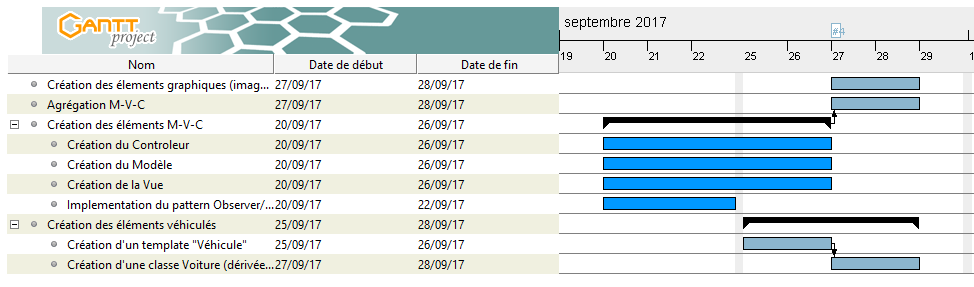 GANTT
project
septembre 2017
#4
19 20 21 22 25 26 27 28 29 1
Nom Date de début Date de fin
Création des élements graphiques (imag... 27/09/17 28/09/17
Agrégation M-V-C 27/09/17 28/09/17
Création des éléments M-V-C 20/09/17 26/09/17
Création du Controleur 20/09/17 26/09/17
Création du Modèle 20/09/17 26/09/17
Création de la Vue 20/09/17 26/09/17
Implementation du pattern Observer/... 20/09/17 22/09/17
Création des éléments véhiculés 25/09/17 28/09/17
Création d'un template "Véhicule" 25/09/17 26/09/17
Création d'une classe Voiture (dérivée... 27/09/17 28/09/17